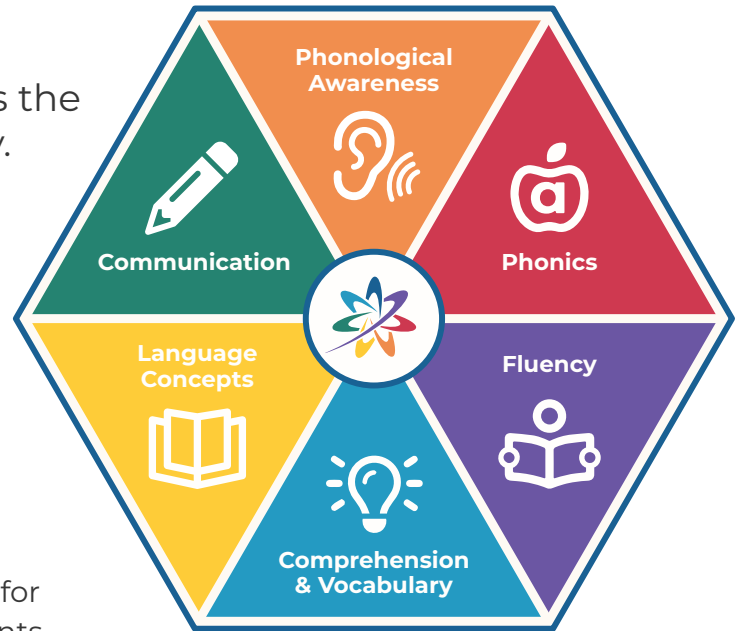 s the
.
Phonological
Awareness
Communication
a
Phonics
Language
Concepts
Fluency
Comprehension
& Vocabulary
for